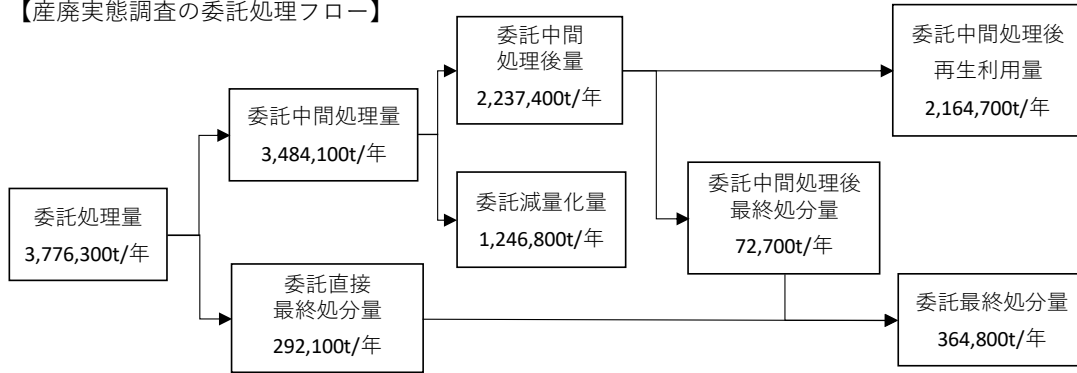 【産廃実態調査の委託処理フロー】
委託処理量
3,776,300t/年
委託中間処理量
3,484,100t/年
委託直接
最終処分量
292,100t/年
委託中間
処理後量
2,237,400t/年
委託減量化量
1,246,800t/年
委託中間処理後
最終処分量
72,700t/年
委託中間処理後
再生利用量
2,164,700t/年
委託最終処分量
364,800t/年